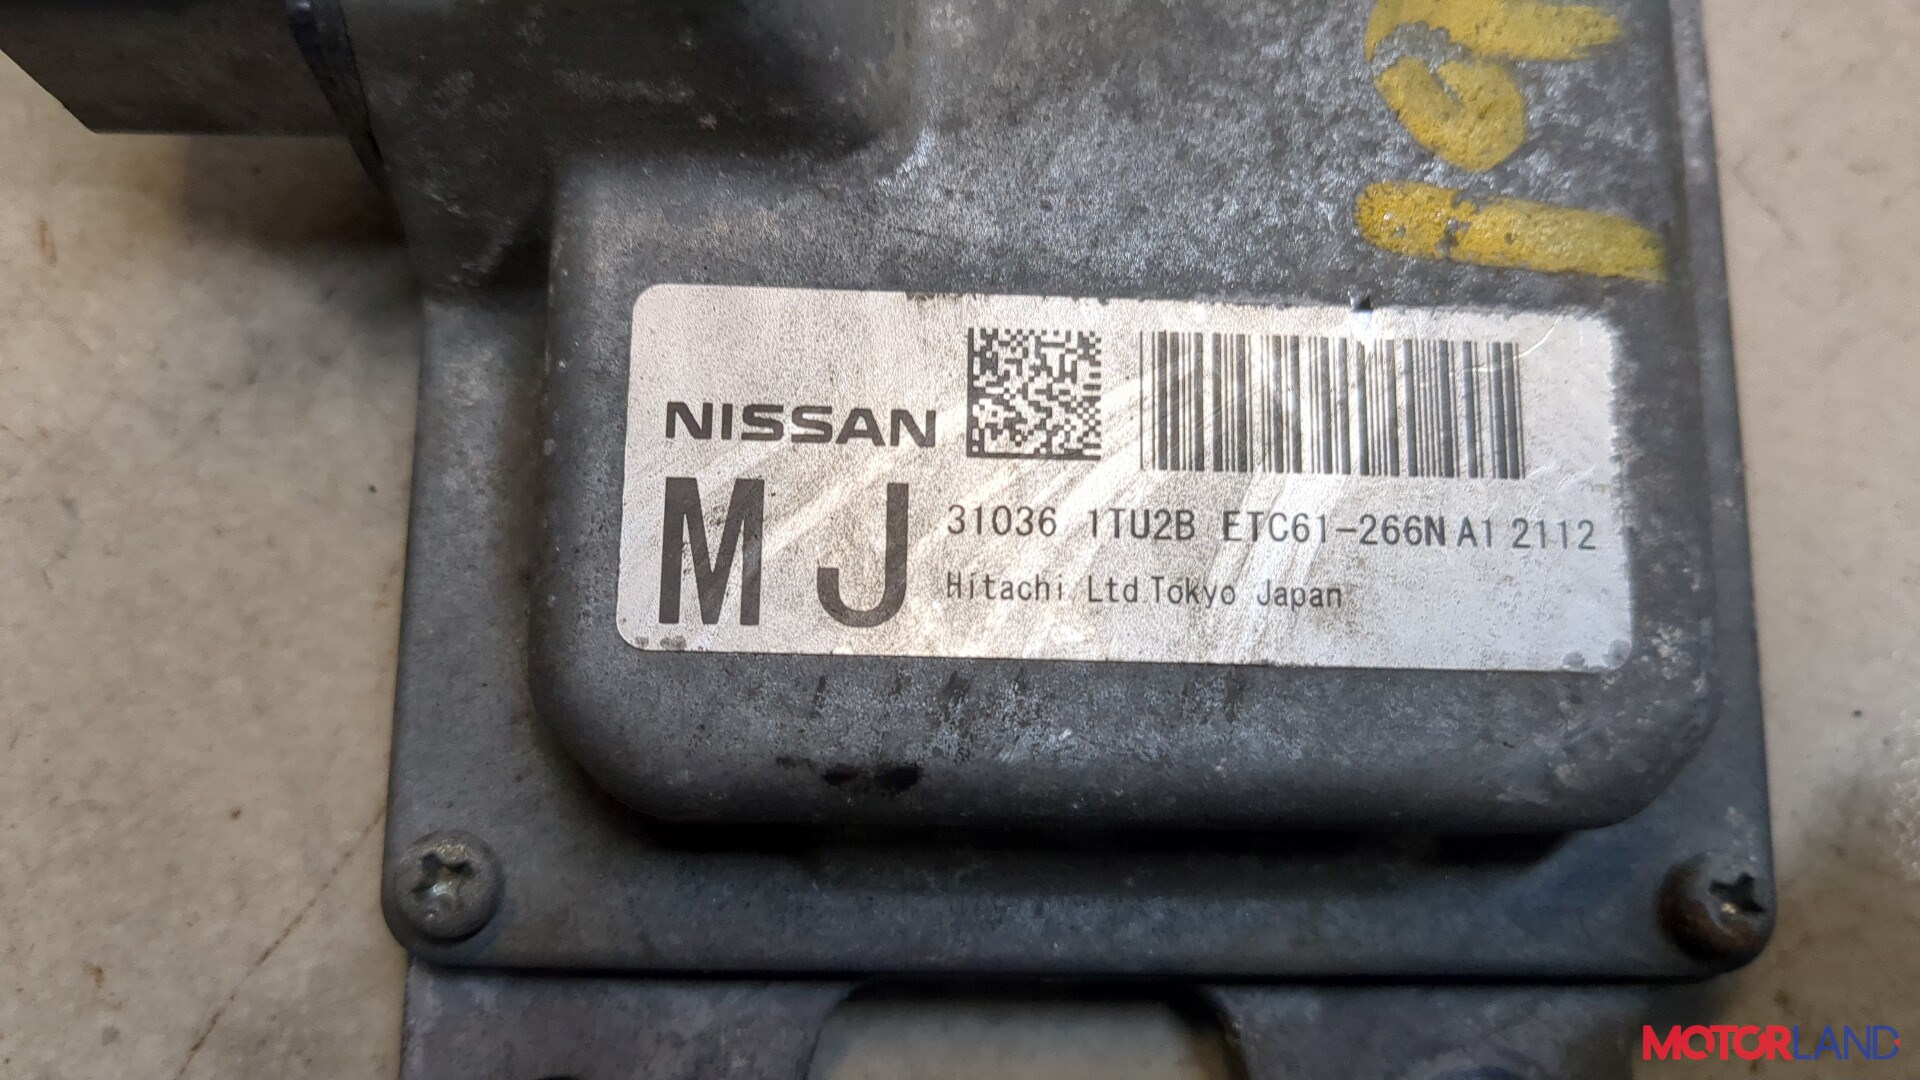 NISSAN
MJ
31036 1TU2B ETC61-266N A1 2112
Hitachi Ltd.Tokyo Japan
MOTORLAND